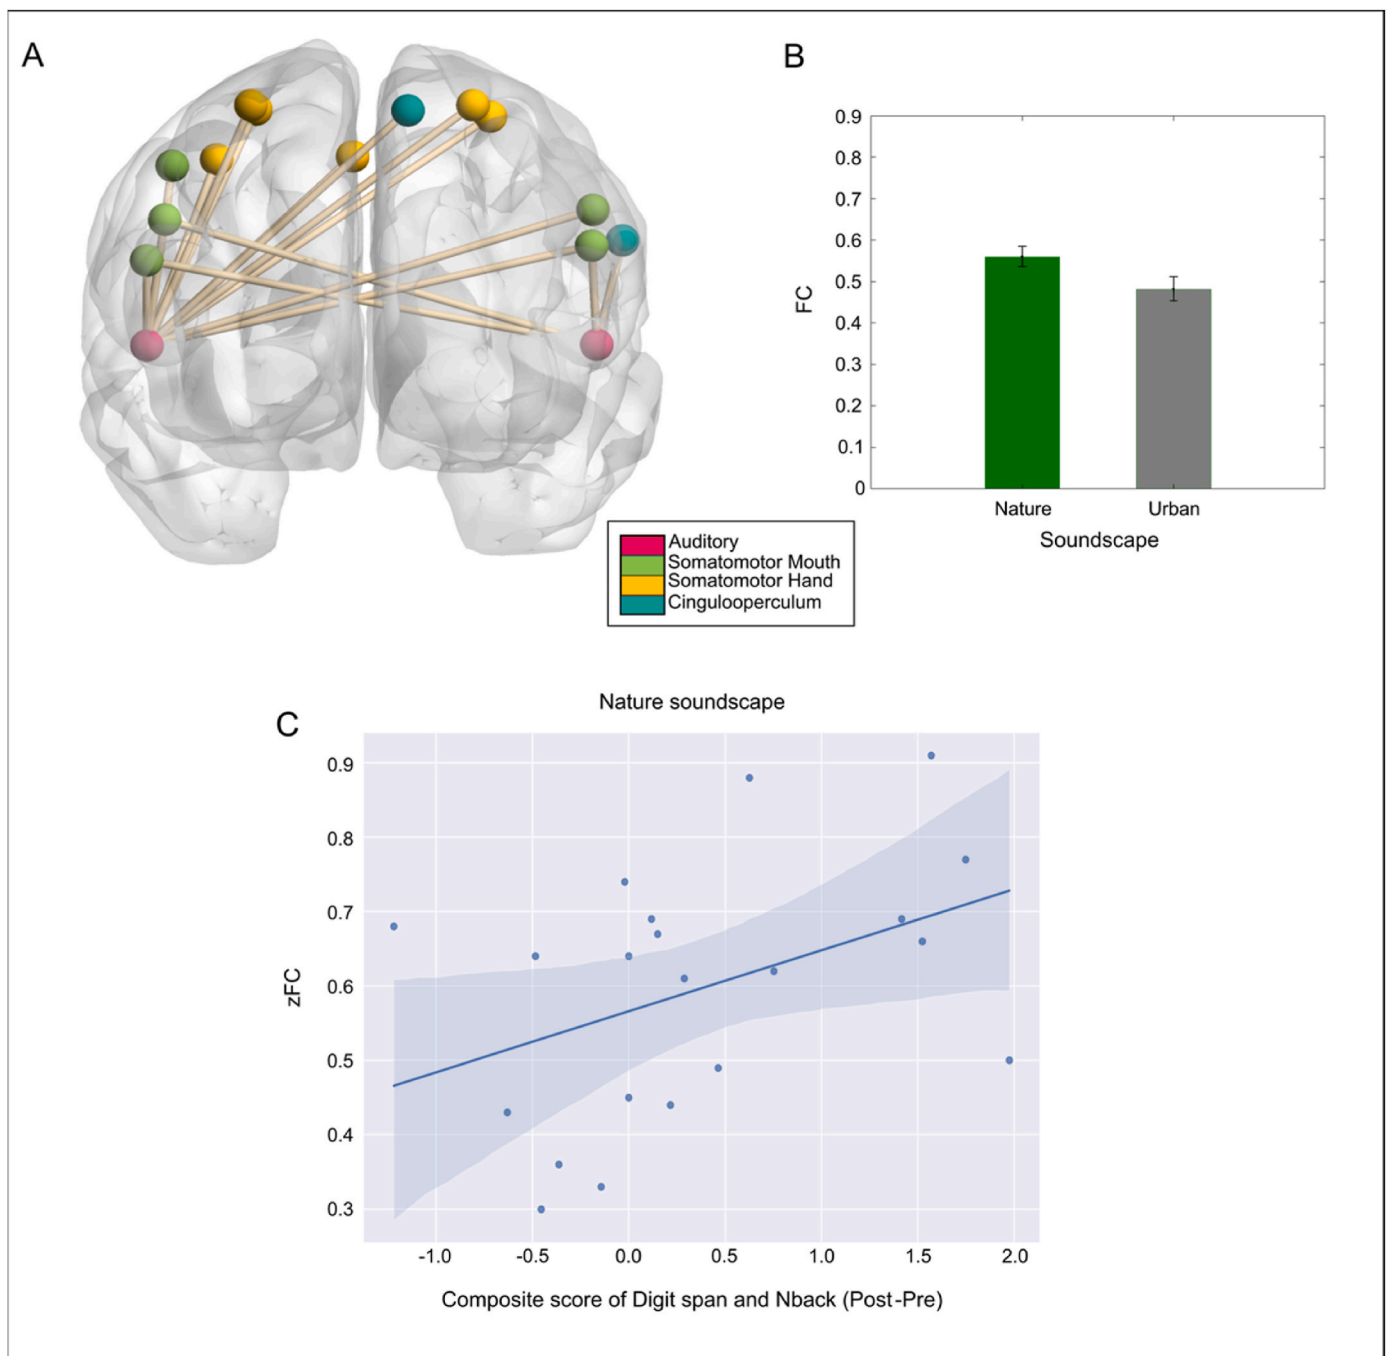 A
B
0.9
0.8
0.7
0.6
0.5
0.4
0.3
0.2
0.1
0
FC
Nature Urban
Soundscape
Auditory
Somatomotor Mouth
Somatomotor Hand
Cingulooperculum
Nature soundscape
C
0.9
0.8
0.7
0.6
0.5
0.4
0.3
zFC
-1.0 -0.5 0.0 0.5 1.0 1.5 2.0
Composite score of Digit span and Nback (Post-Pre)